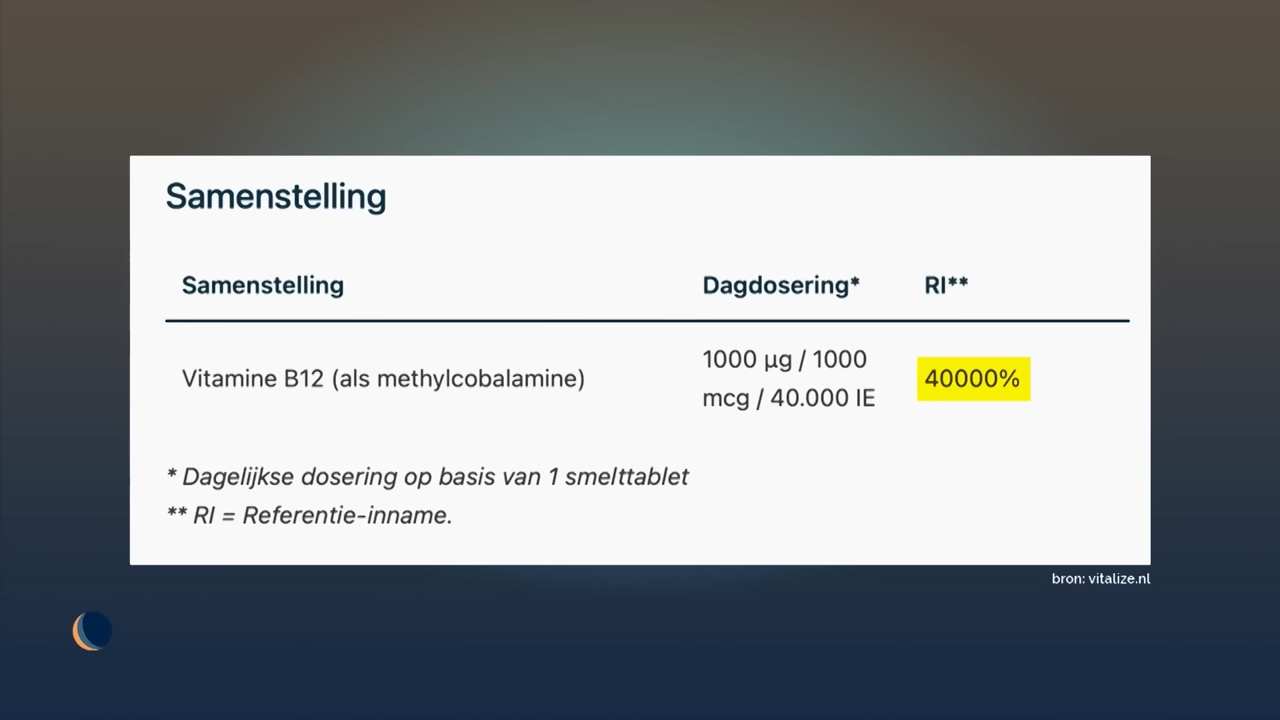 Samenstelling
Samenstelling Dagdosering* RI**
Vitamine B12 (als methylcobalamine) 1000 µg / 1000 mcg / 40.000 IE 40000%
* Dagelijkse dosering op basis van 1 smelttablet
** RI = Referentie-inname.
bron: vitalize.nl